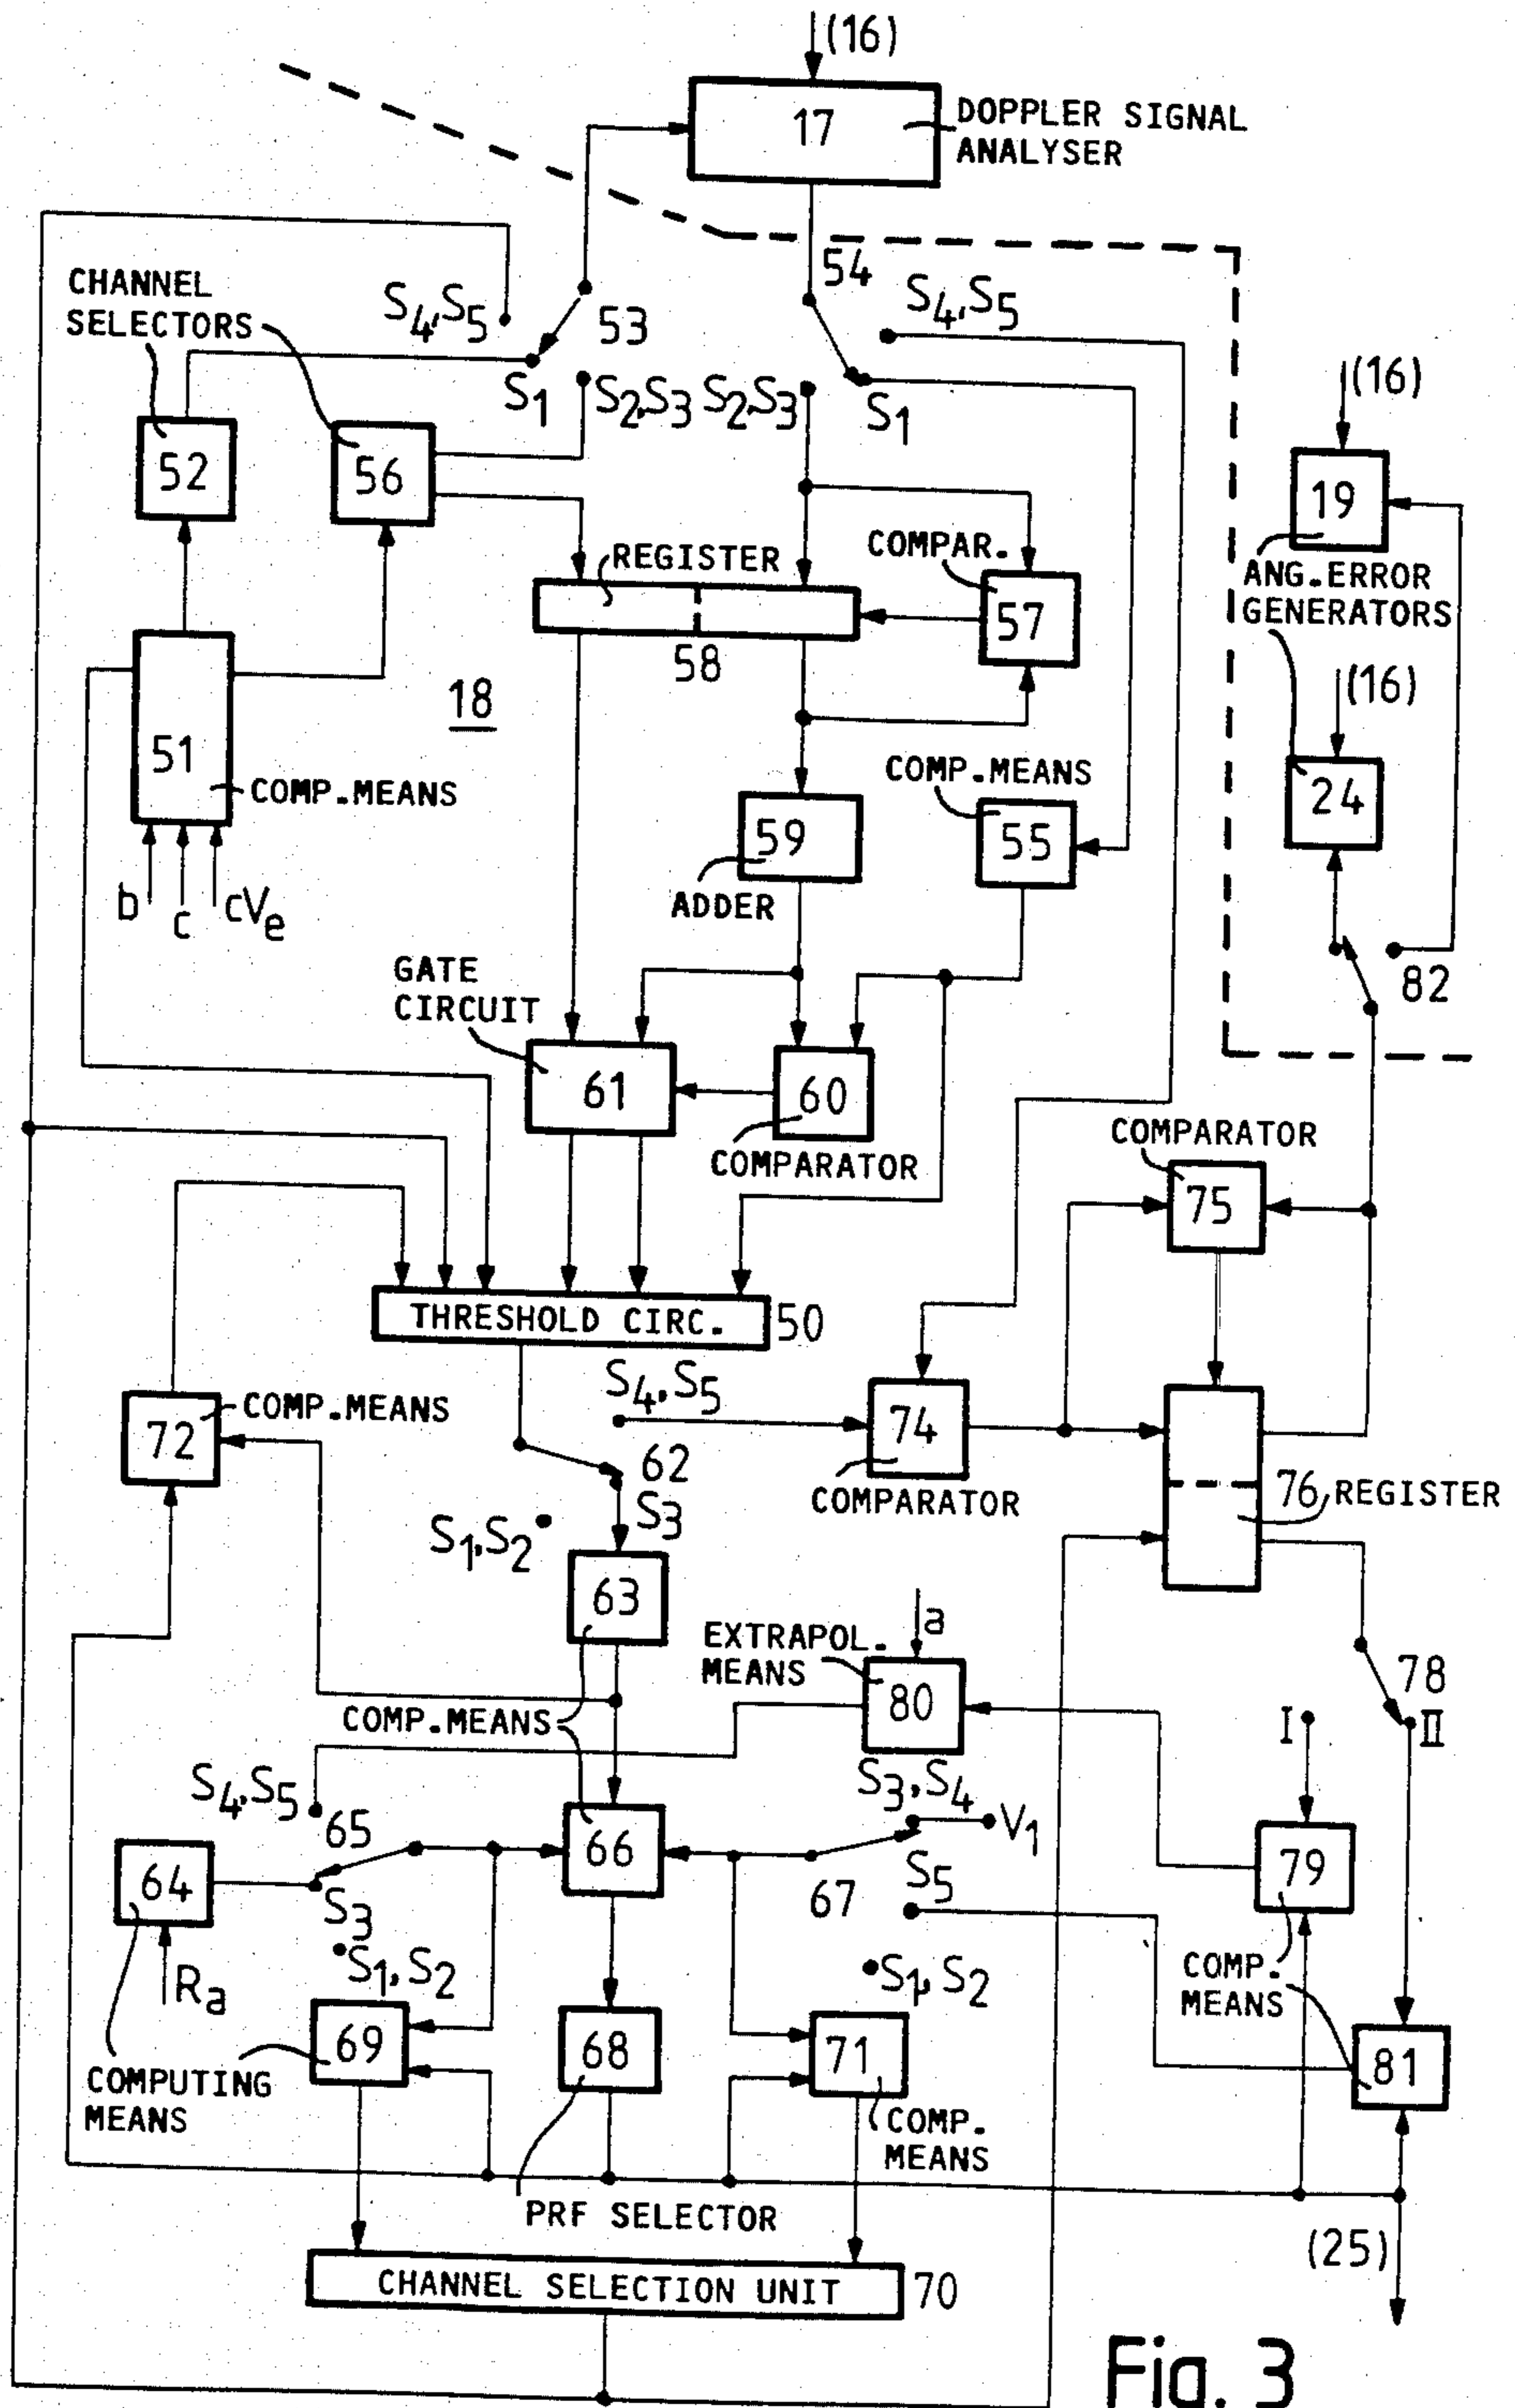 (16)
17
DOPPLER SIGNAL
ANALYSER
54
CHANNEL
SELECTORS
S4,S5
53
S4,S5
S1
S2,S3
S2,S3
S1
(16)
52
56
19
REGISTER
COMPAR.
ANG.ERROR
GENERATORS
57
58
18
(16)
51
COMP.MEANS
COMP.MEANS
24
59
55
b
c
cVe
ADDER
GATE
CIRCUIT
82
61
60
COMPARATOR
COMPARATOR
75
THRESHOLD CIRC.
50
S4,S5
COMP.MEANS
72
74
62
COMPARATOR
S3
76
REGISTER
S1,S2
63
EXTRAPOL.
MEANS
a
80
78
COMP.MEANS
I
II
S4,S5
65
S3,S4
V1
66
64
S3
67
S5
79
S1,S2
S1,S2
COMP.
MEANS
Ra
69
68
71
81
COMPUTING
MEANS
COMP.
MEANS
PRF SELECTOR
(25)
CHANNEL SELECTION UNIT
70
Fig. 3